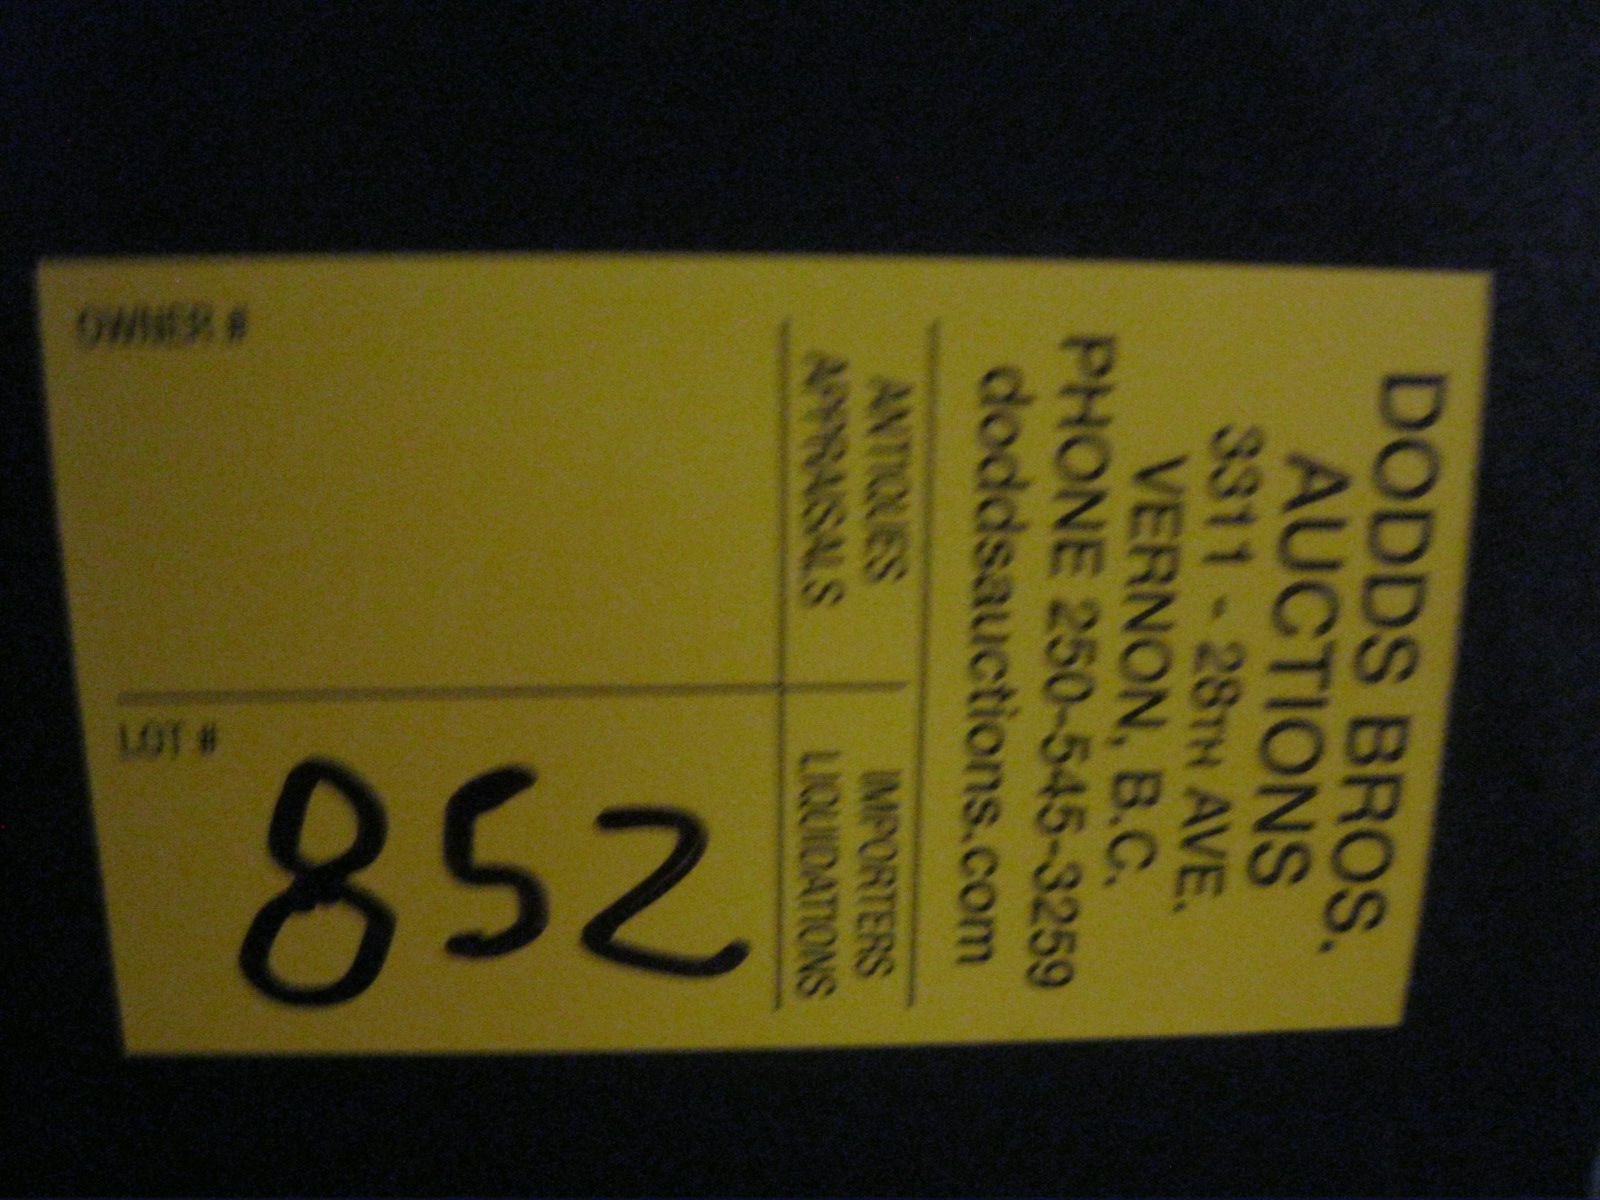 DODDS BROS.
AUCTIONS
3311 - 28TH AVE.
VERNON, B.C.
PHONE 250-545-3259
doddsauctions.com
ANTIQUES
APPRAISALS
IMPORTERS
LIQUIDATIONS
OWNER #
LOT #
852